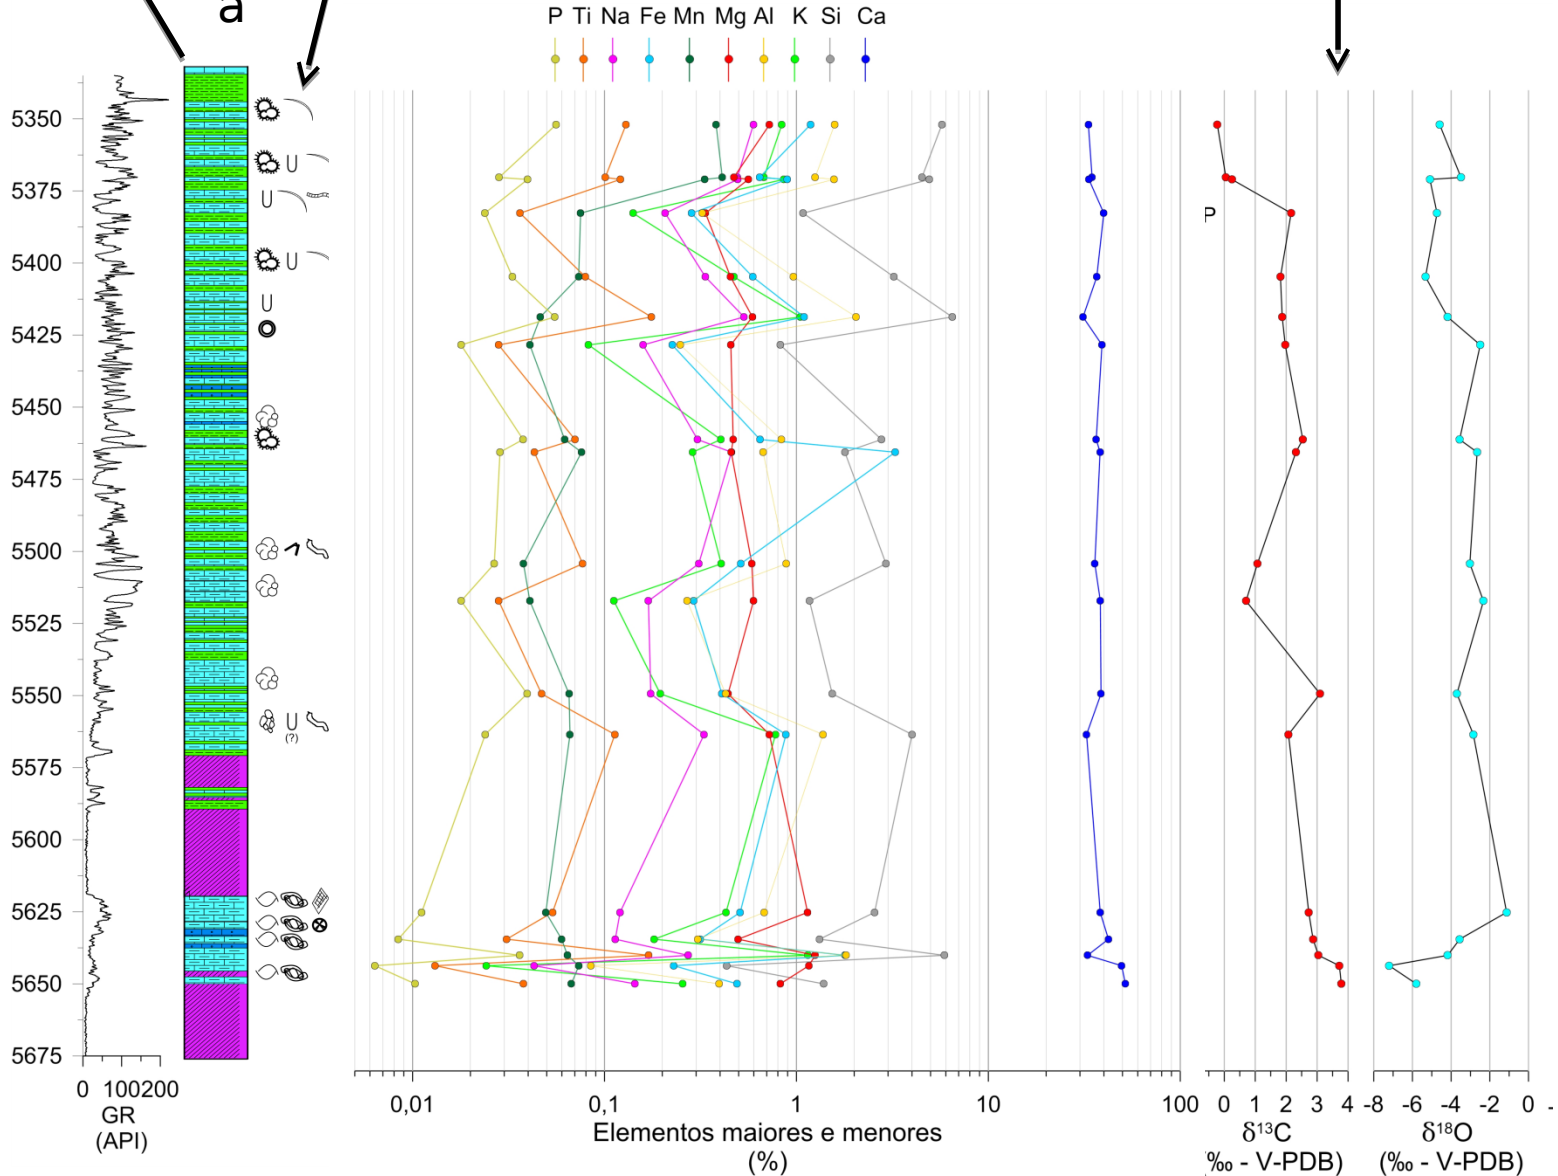 a
P Ti Na Fe Mn Mg Al K Si Ca
5350
5375
P
5400
5425
5450
5475
5500
5525
5550
(?)
5575
5600
5625
5650
5675
0 100 200
GR
(API)
0,01 0,1 1 10 100
Elementos maiores e menores
(%)
0 1 2 3 4
δ¹³C
‰ - V-PDB)
-8 -6 -4 -2 0
δ¹⁸O
(‰ - V-PDB)